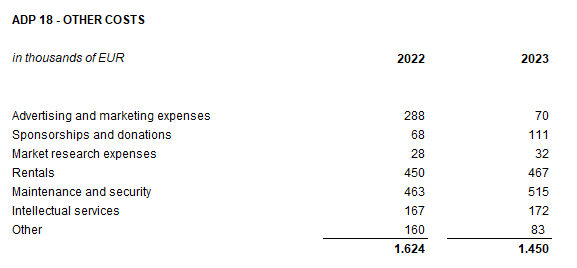 ADP 18 - OTHER COSTS
in thousands of EUR 2022 2023
Advertising and marketing expenses 288 70
Sponsorships and donations 68 111
Market research expenses 28 32
Rentals 450 467
Maintenance and security 463 515
Intellectual services 167 172
Other 160 83
1.624 1.450